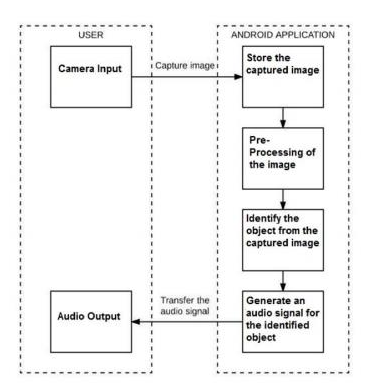 USER
ANDROID APPLICATION
Camera Input
Capture image
Store the
captured image
Pre-
Processing of
the image
Identify the
object from the
captured image
Generate an
audio signal for
the identified
object
Transfer the
audio signal
Audio Output